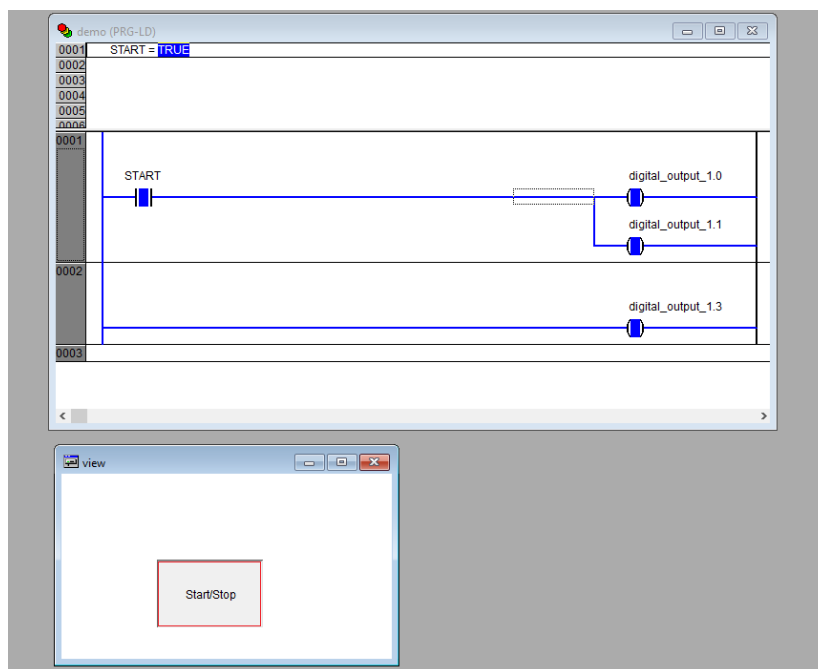 demo (PRG-LD)
0001 START = TRUE
0002
0003
0004
0005
0006
0001
START digital_output_1.0
digital_output_1.1
0002
digital_output_1.3
0003
view
Start/Stop